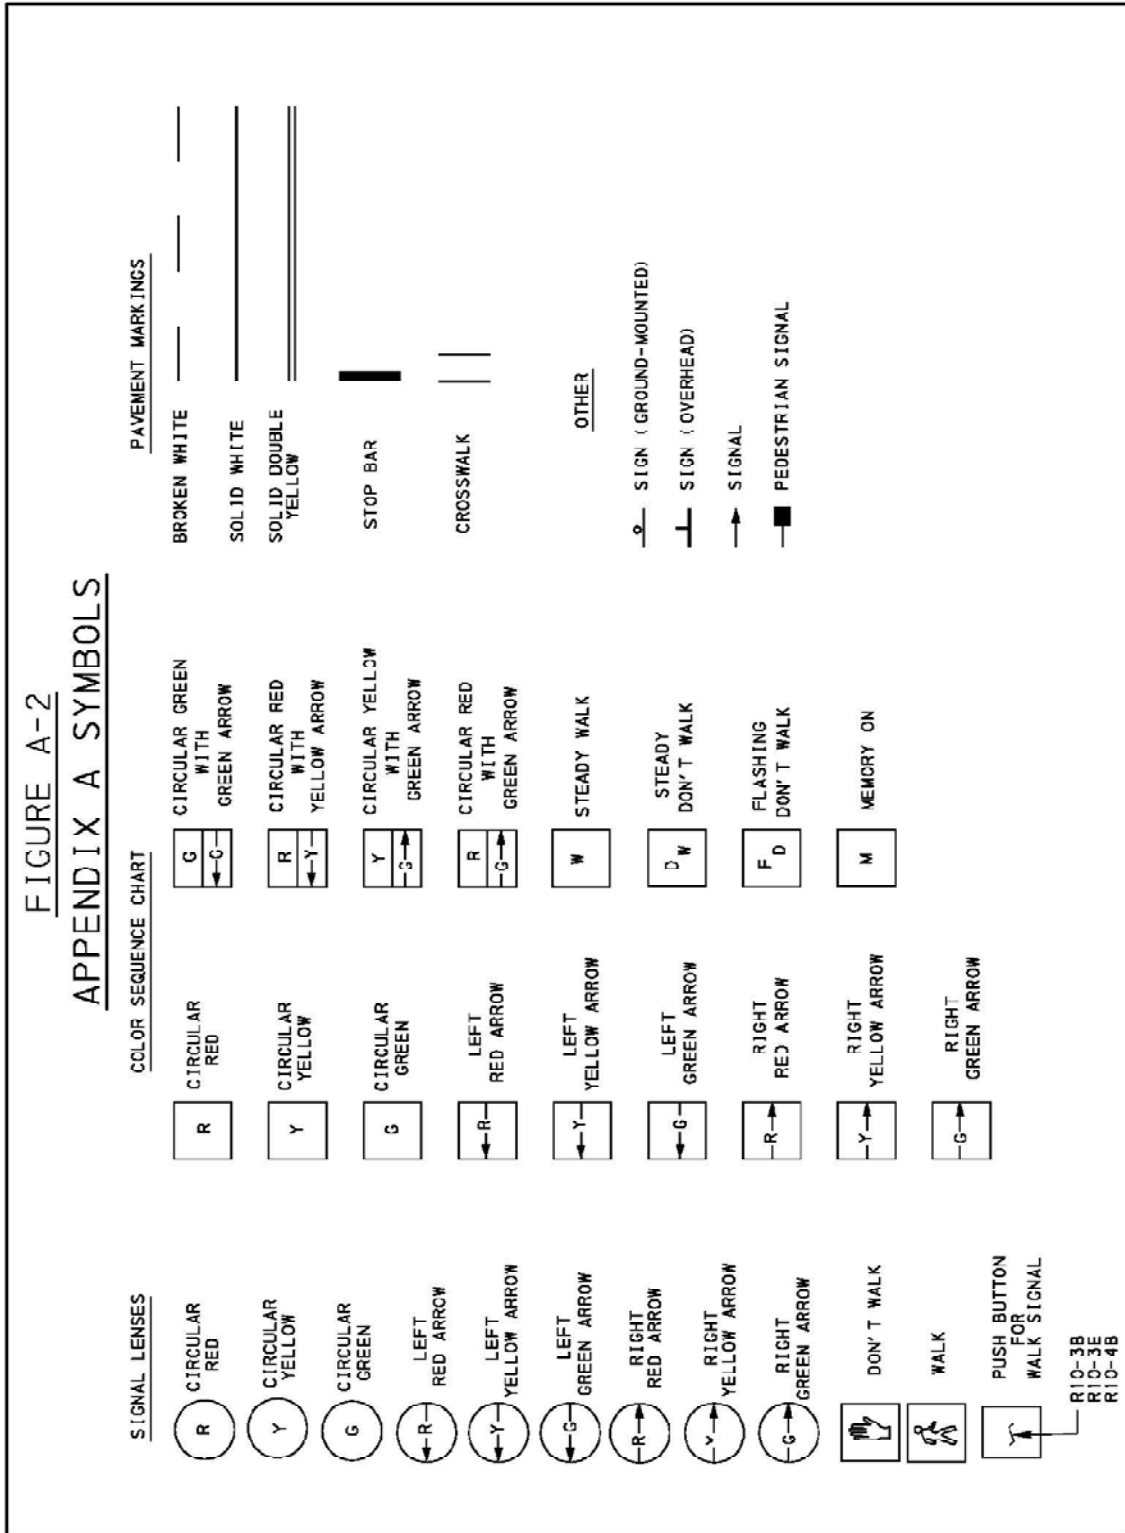 FIGURE A-2
APPENDIX A SYMBOLS
SIGNAL LENSES
R
CIRCULAR
RED
Y
CIRCULAR
YELLOW
G
CIRCULAR
GREEN
R
LEFT
RED ARROW
Y
LEFT
YELLOW ARROW
G
LEFT
GREEN ARROW
R
RIGHT
RED ARROW
Y
RIGHT
YELLOW ARROW
G
RIGHT
GREEN ARROW
DON'T WALK
WALK
PUSH BUTTON
FOR
WALK SIGNAL
R10-3B
R10-3E
R10-4B
COLOR SEQUENCE CHART
R
CIRCULAR
RED
Y
CIRCULAR
YELLOW
G
CIRCULAR
GREEN
R
LEFT
RED ARROW
Y
LEFT
YELLOW ARROW
G
LEFT
GREEN ARROW
R
RIGHT
RED ARROW
Y
RIGHT
YELLOW ARROW
G
RIGHT
GREEN ARROW
G
G
CIRCULAR GREEN
WITH
GREEN ARROW
R
Y
CIRCULAR RED
WITH
YELLOW ARROW
Y
G
CIRCULAR YELLOW
WITH
GREEN ARROW
R
G
CIRCULAR RED
WITH
GREEN ARROW
W
STEADY WALK
D W
STEADY
DON'T WALK
F D
FLASHING
DON'T WALK
M
MEMORY ON
PAVEMENT MARKINGS
BROKEN WHITE
SOLID WHITE
SOLID DOUBLE
YELLOW
STOP BAR
CROSSWALK
OTHER
SIGN (GROUND-MOUNTED)
SIGN (OVERHEAD)
SIGNAL
PEDESTRIAN SIGNAL